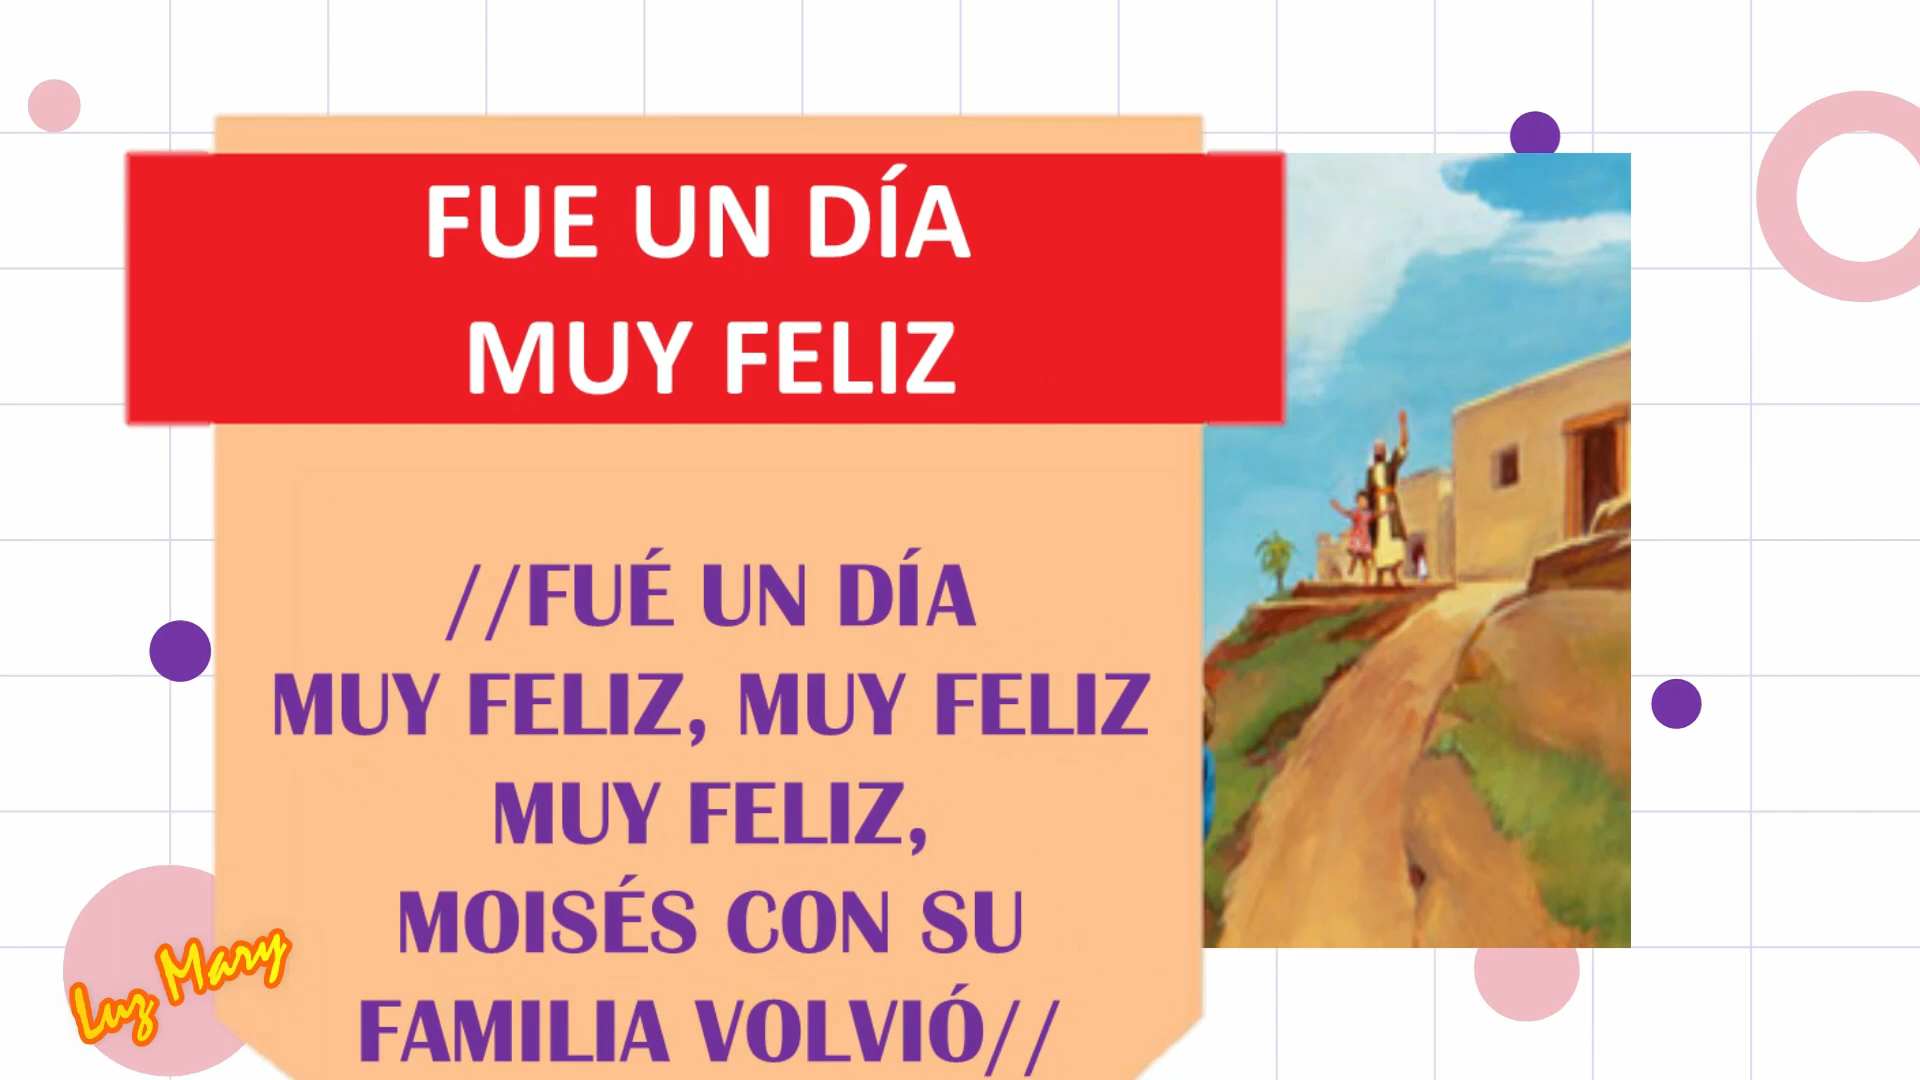 FUE UN DÍA
MUY FELIZ
//FUÉ UN DÍA
MUY FELIZ, MUY FELIZ
MUY FELIZ,
MOISÉS CON SU
FAMILIA VOLVIÓ//
Luz Mary